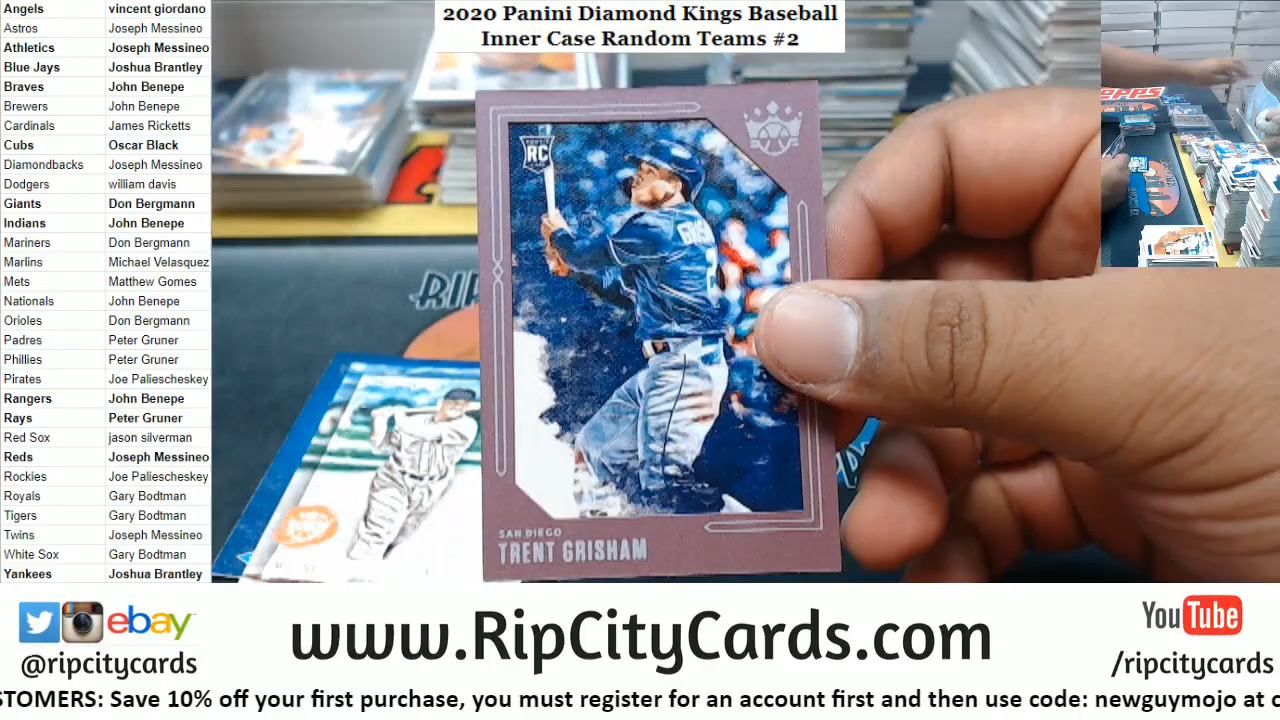 2020 Panini Diamond Kings Baseball
Inner Case Random Teams #2
Angels vincent giordano
Astros Joseph Messineo
Athletics Joseph Messineo
Blue Jays Joshua Brantley
Braves John Benepe
Brewers John Benepe
Cardinals James Ricketts
Cubs Oscar Black
Diamondbacks Joseph Messineo
Dodgers william davis
Giants Don Bergmann
Indians John Benepe
Mariners Don Bergmann
Marlins Michael Velasquez
Mets Matthew Gomes
Nationals John Benepe
Orioles Don Bergmann
Padres Peter Gruner
Phillies Peter Gruner
Pirates Joe Paliescheskey
Rangers John Benepe
Rays Peter Gruner
Red Sox jason silverman
Reds Joseph Messineo
Rockies Joe Paliescheskey
Royals Gary Bodtman
Tigers Gary Bodtman
Twins Joseph Messineo
White Sox Gary Bodtman
Yankees Joshua Brantley
RC
SAN DIEGO
TRENT GRISHAM
RIP
TOPPS
ebay
@ripcitycards
www.RipCityCards.com
YouTube
/ripcitycards
STOMERS: Save 10% off your first purchase, you must register for an account first and then use code: newguymojo at c